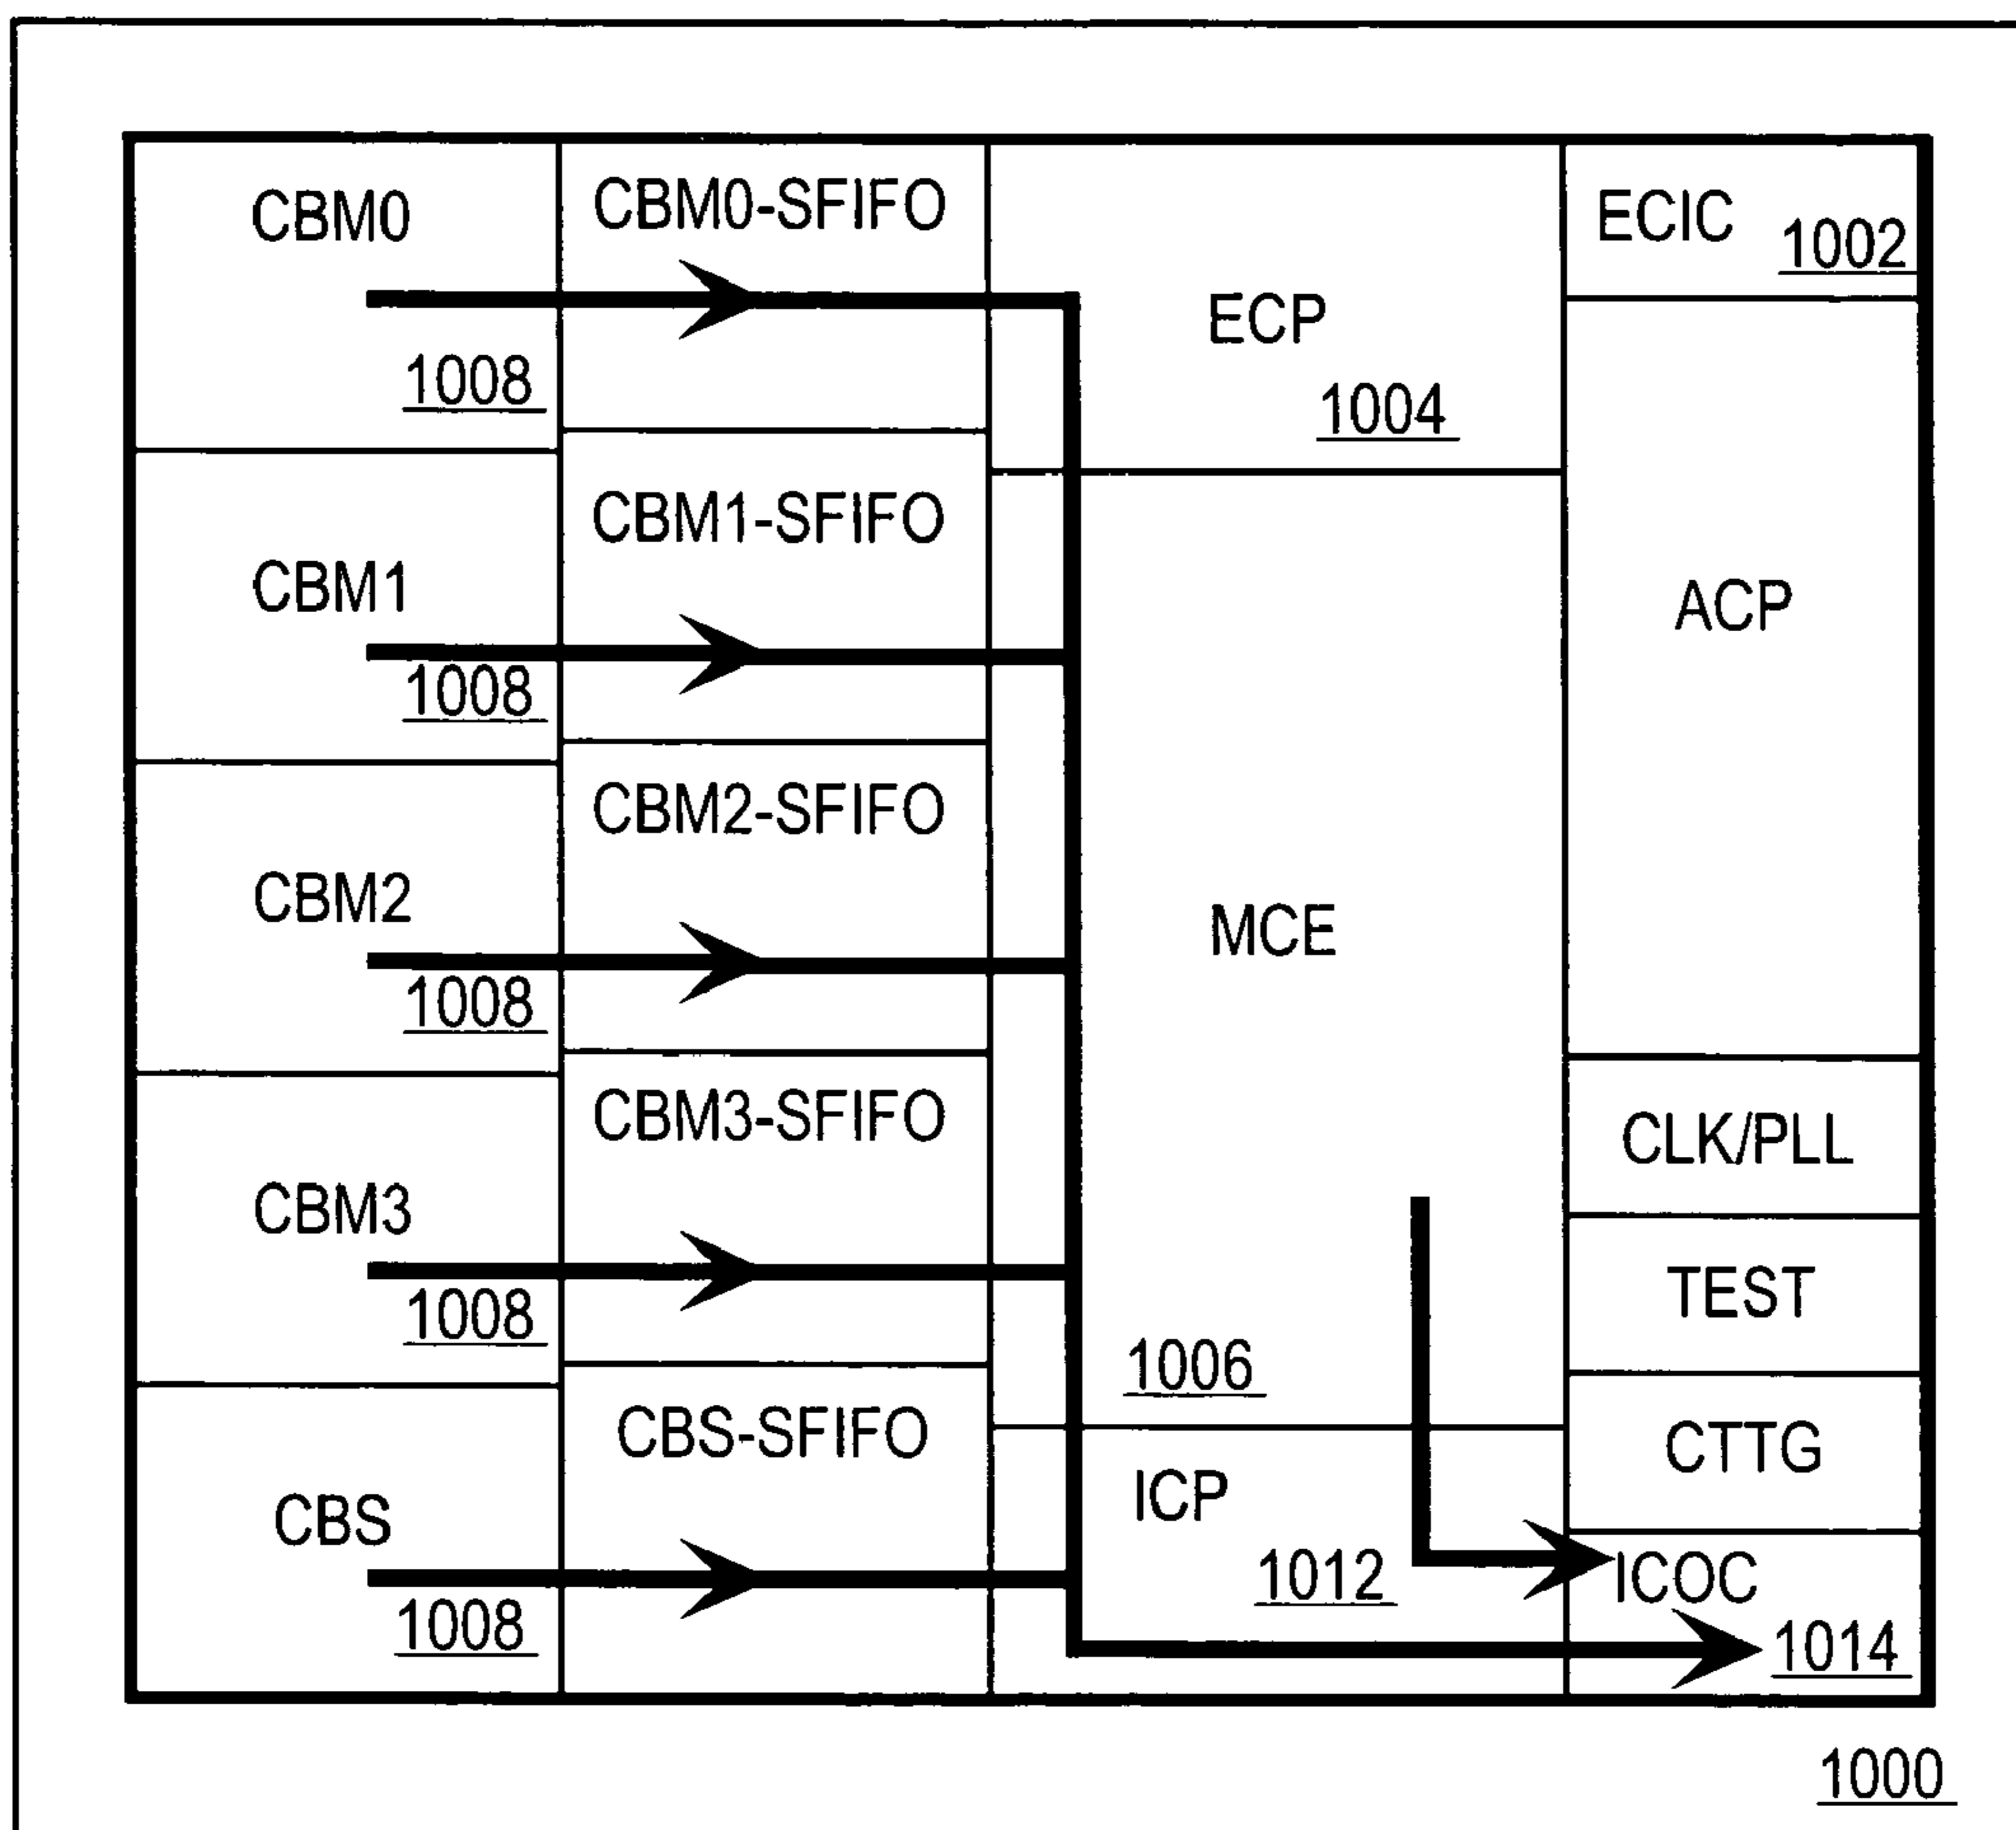 CBM0
1008
CBM1
1008
CBM2
1008
CBM3
1008
CBS
1008
CBM0-SFIFO
CBM1-SFIFO
CBM2-SFIFO
CBM3-SFIFO
CBS-SFIFO
ECP
1004
MCE
1006
ICP
1012
ECIC
1002
ACP
CLK/PLL
TEST
CTTG
ICOC
1014
1000